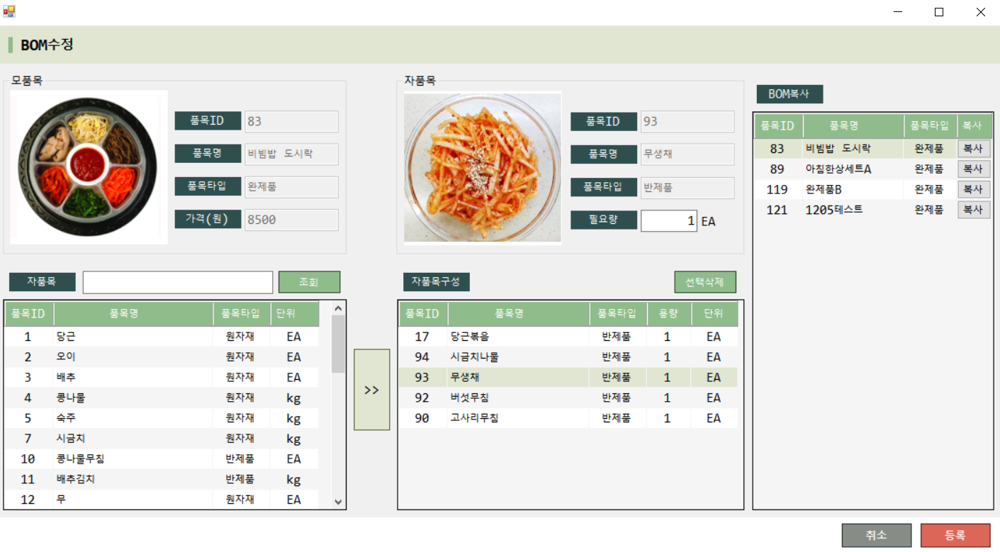 BOM수정
모품목
품목ID 83
품목명 비빔밥 도시락
품목타입 완제품
가격(원) 8500
자품목
품목ID 93
품목명 무생채
품목타입 반제품
필요량 1 EA
자품목 조회
품목ID 품목명 품목타입 단위
1 당근 원자재 EA
2 오이 원자재 EA
3 배추 원자재 EA
4 콩나물 원자재 kg
5 숙주 원자재 kg
7 시금치 원자재 kg
10 콩나물무침 반제품 EA
11 배추김치 반제품 kg
12 무 원자재 EA
>>
자품목구성 선택삭제
품목ID 품목명 품목타입 용량 단위
17 당근볶음 반제품 1 EA
94 시금치나물 반제품 1 EA
93 무생채 반제품 1 EA
92 버섯무침 반제품 1 EA
90 고사리무침 반제품 1 EA
BOM복사
품목ID 품목명 품목타입 복사
83 비빔밥 도시락 완제품 복사
89 아침한상세트A 완제품 복사
119 완제품B 완제품 복사
121 1205테스트 완제품 복사
취소 등록